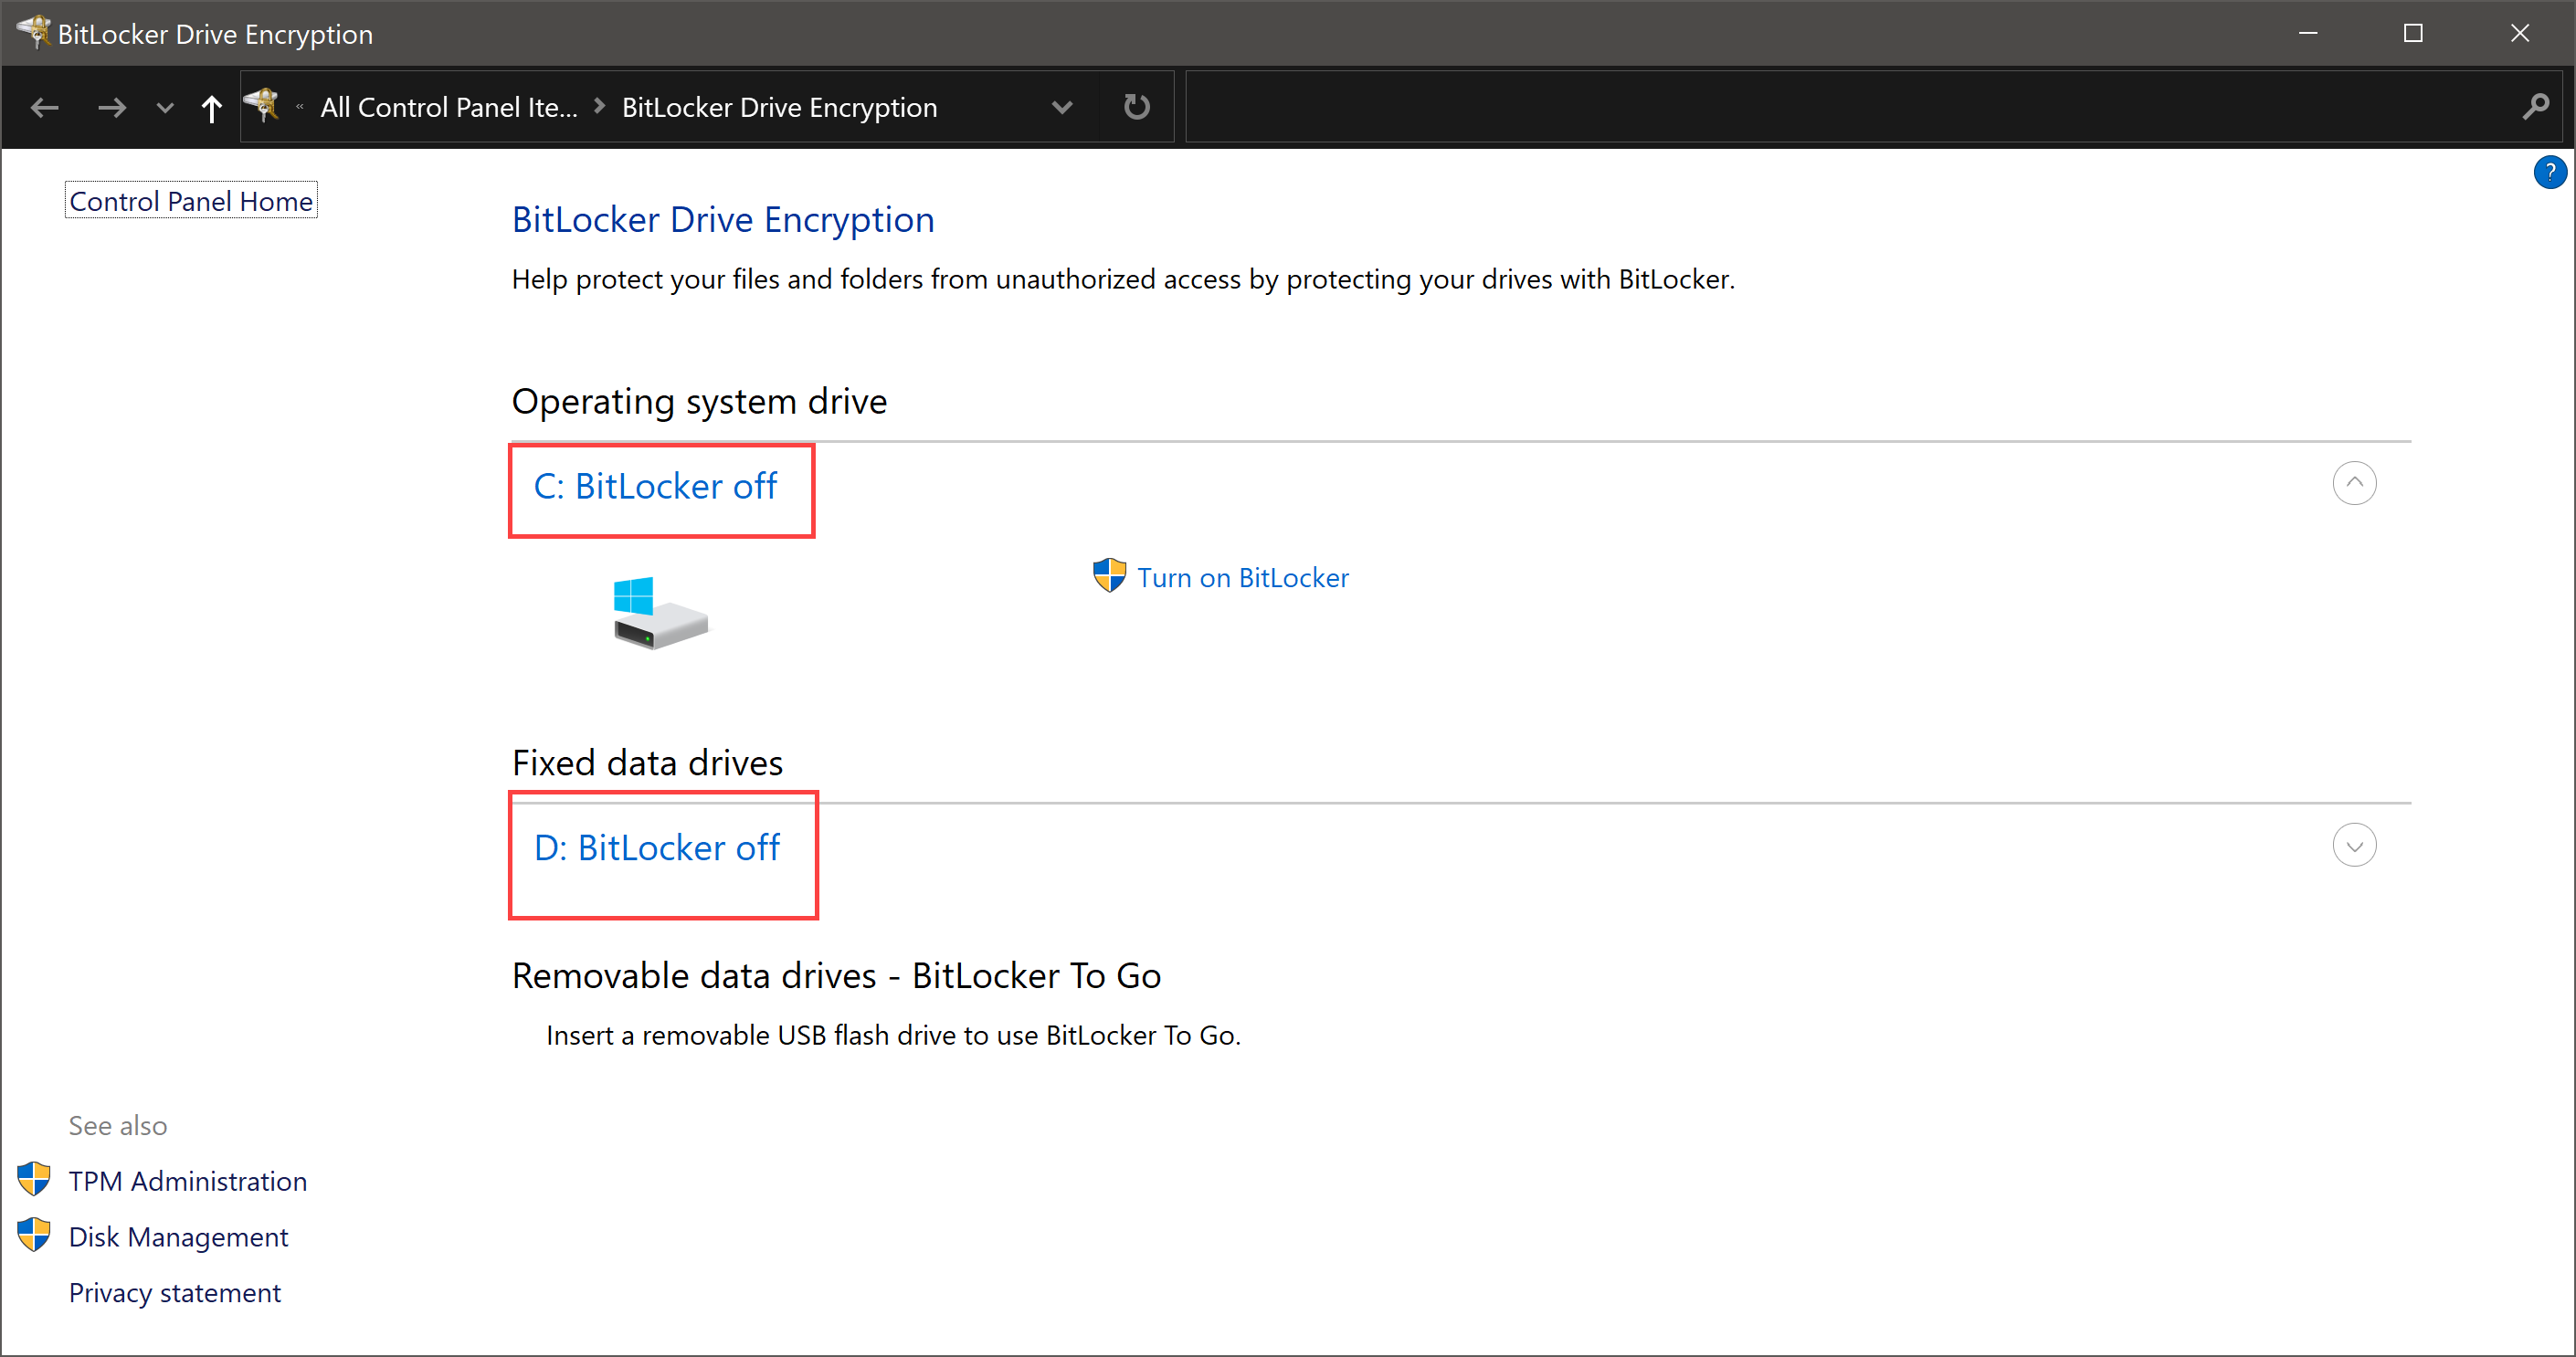 BitLocker Drive Encryption
« All Control Panel Ite... > BitLocker Drive Encryption
?
Control Panel Home
BitLocker Drive Encryption
Help protect your files and folders from unauthorized access by protecting your drives with BitLocker.
Operating system drive
C: BitLocker off
Turn on BitLocker
Fixed data drives
D: BitLocker off
Removable data drives - BitLocker To Go
Insert a removable USB flash drive to use BitLocker To Go.
See also
TPM Administration
Disk Management
Privacy statement